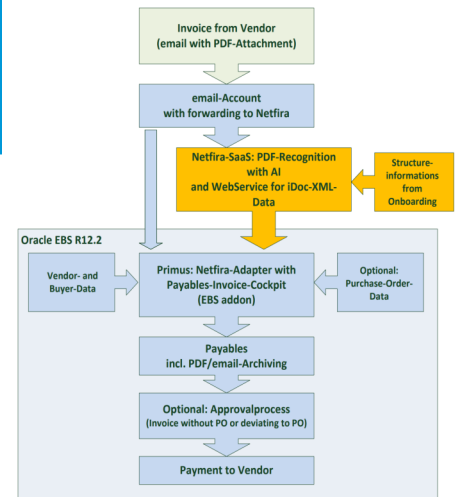 Invoice from Vendor
(email with PDF-Attachment)
email-Account
with forwarding to Netfira
Netfira-SaaS: PDF-Recognition
with AI
and WebService for iDoc-XML-
Data
Structure-
informations
from
Onboarding
Oracle EBS R12.2
Vendor- and
Buyer-Data
Primus: Netfira-Adapter with
Payables-Invoice-Cockpit
(EBS addon)
Optional:
Purchase-Order-
Data
Payables
incl. PDF/email-Archiving
Optional: Approvalprocess
(Invoice without PO or deviating to PO)
Payment to Vendor